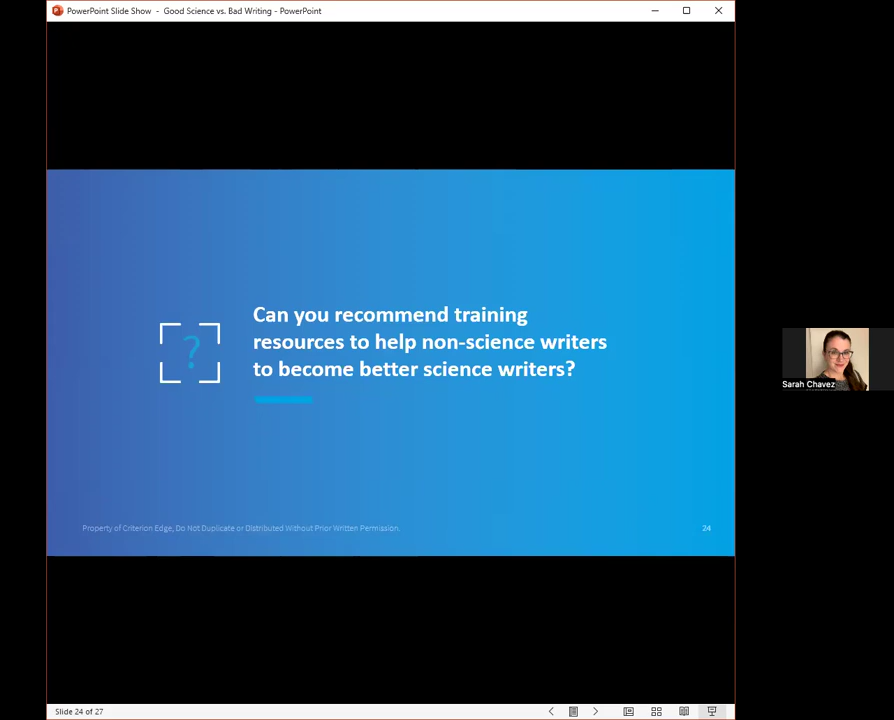 PowerPoint Slide Show - Good Science vs. Bad Writing - PowerPoint
Can you recommend training
resources to help non-science writers
to become better science writers?
?
Sarah Chavez
Property of Criterion Edge, Do Not Duplicate or Distributed Without Prior Written Permission.
24
Slide 24 of 27